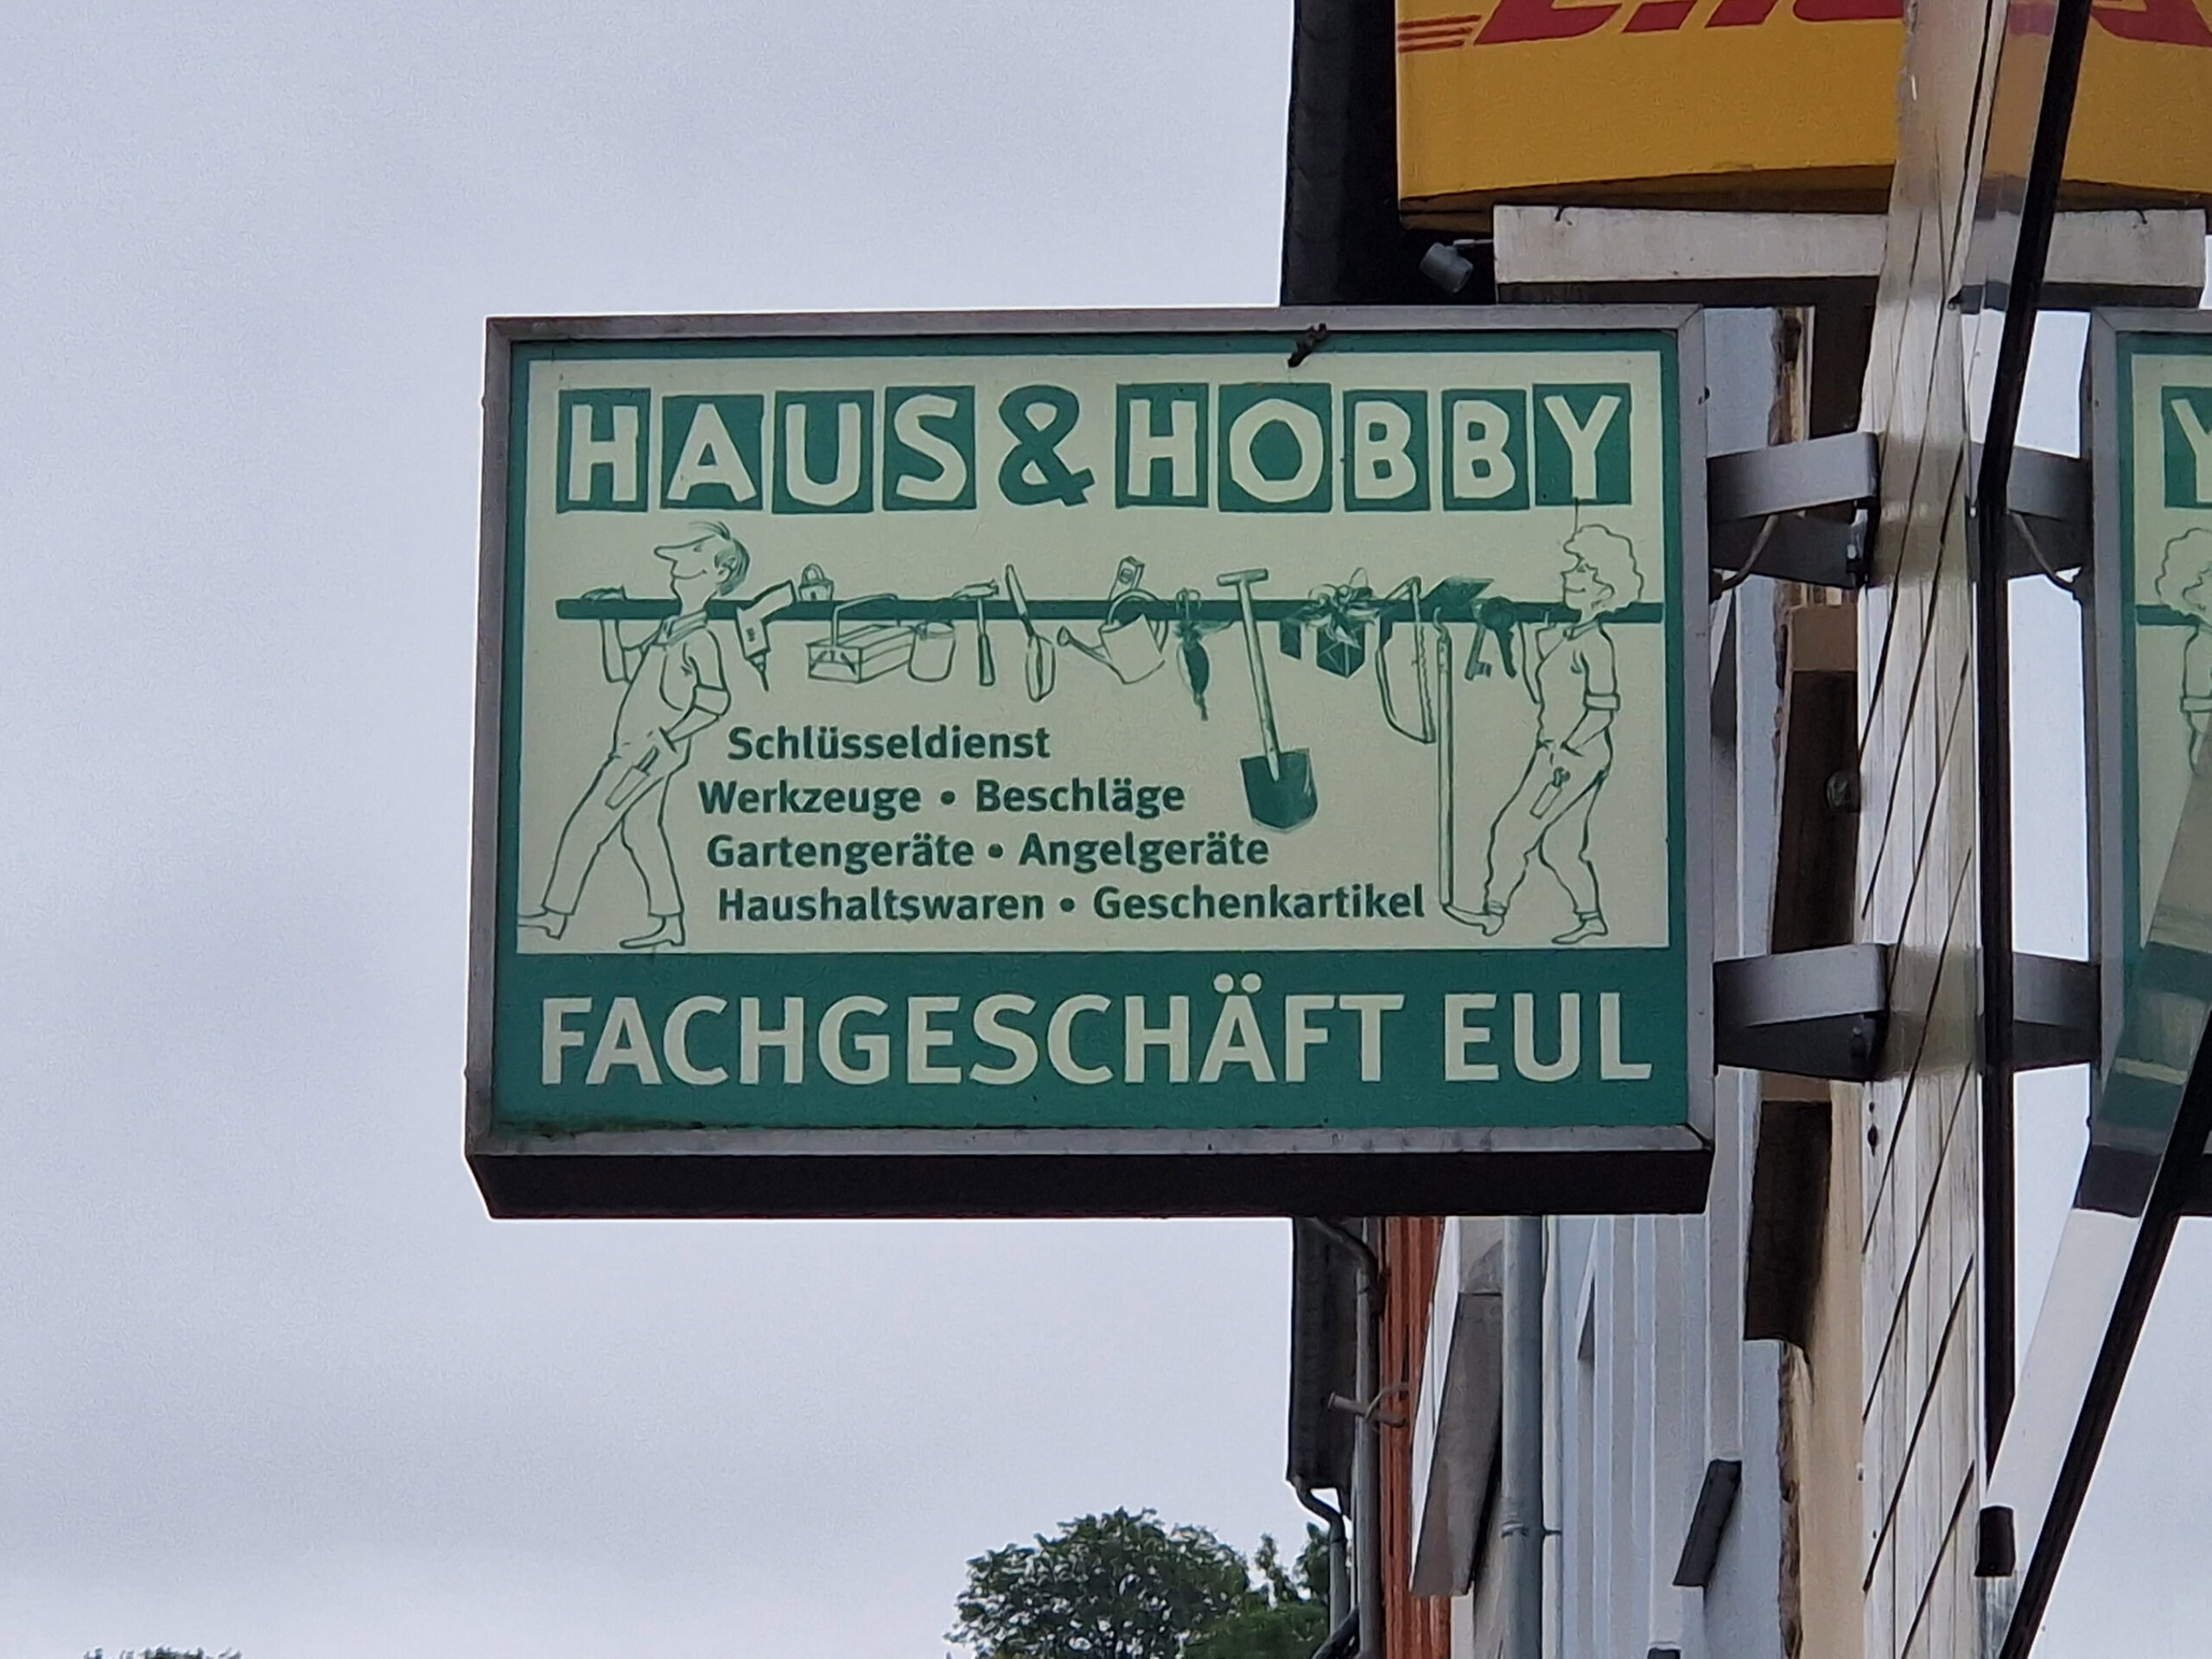 HAUS & HOBBY
Schlüsseldienst
Werkzeuge • Beschläge
Gartengeräte • Angelgeräte
Haushaltswaren • Geschenkartikel
FACHGESCHÄFT EUL
Y